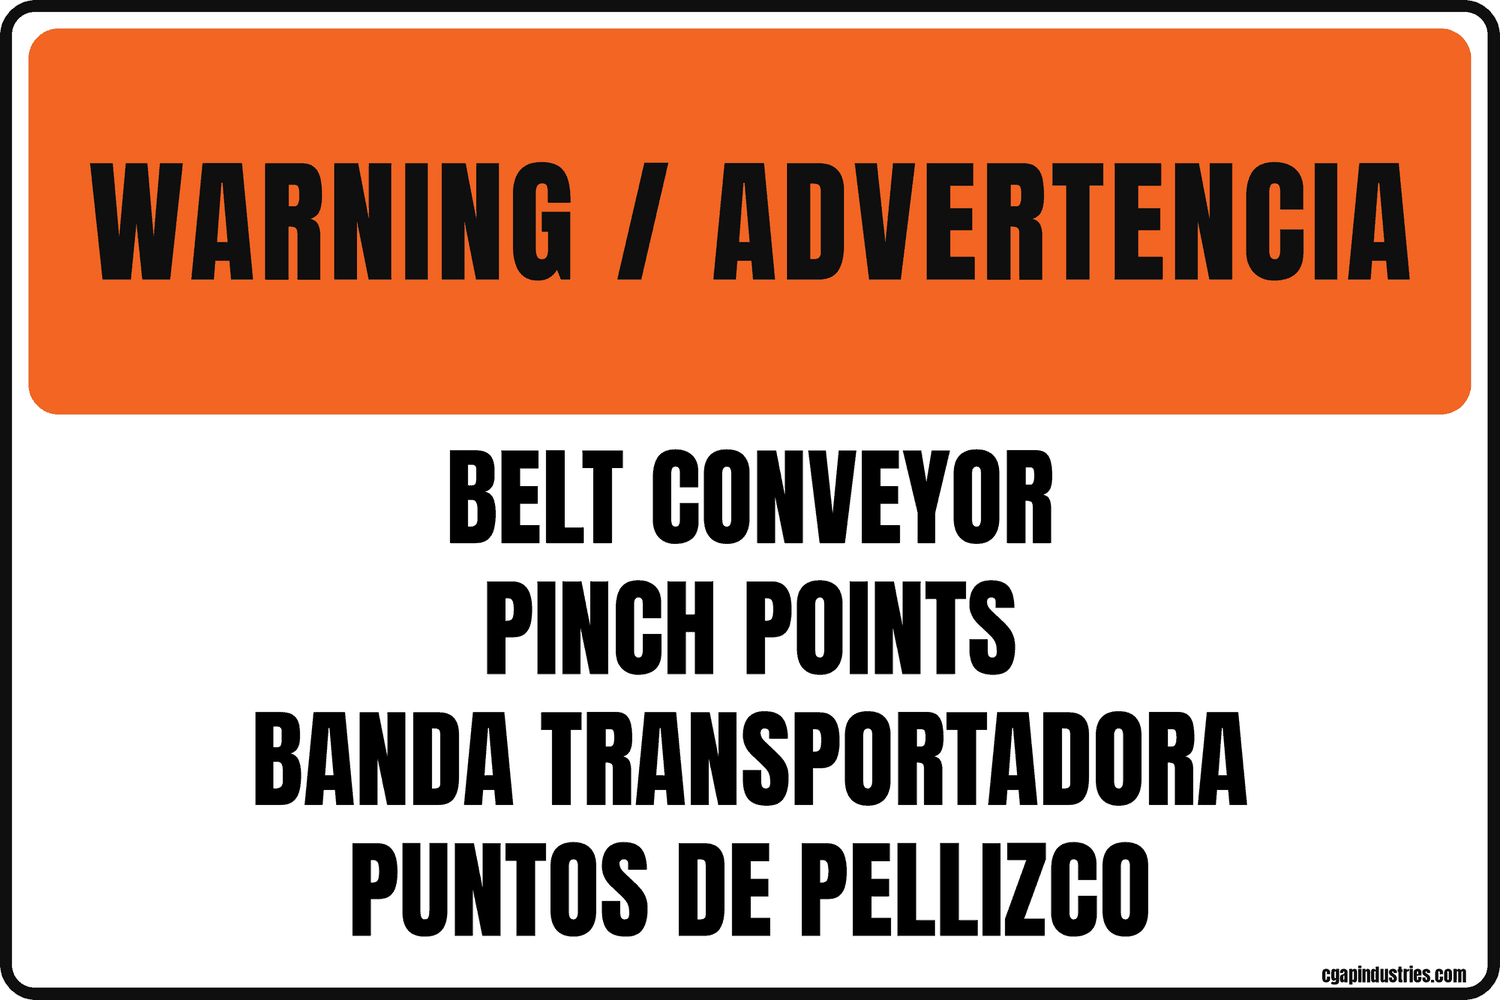 WARNING / ADVERTENCIA
BELT CONVEYOR
PINCH POINTS
BANDA TRANSPORTADORA
PUNTOS DE PELLIZCO
cgapindustries.com